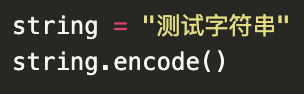 string = "测试字符串"
string.encode()